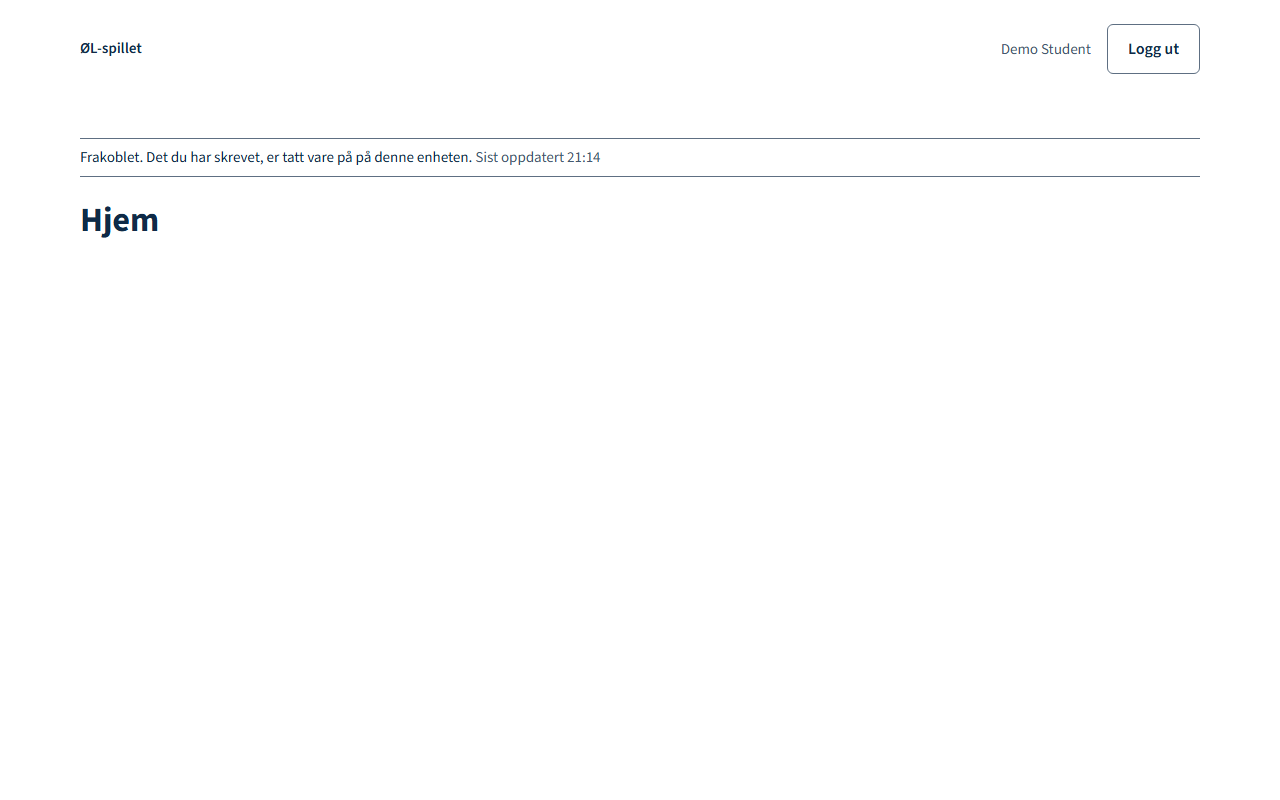 ØL-spillet
Demo Student
Logg ut
Frakoblet. Det du har skrevet, er tatt vare på på denne enheten. Sist oppdatert 21:14
Hjem